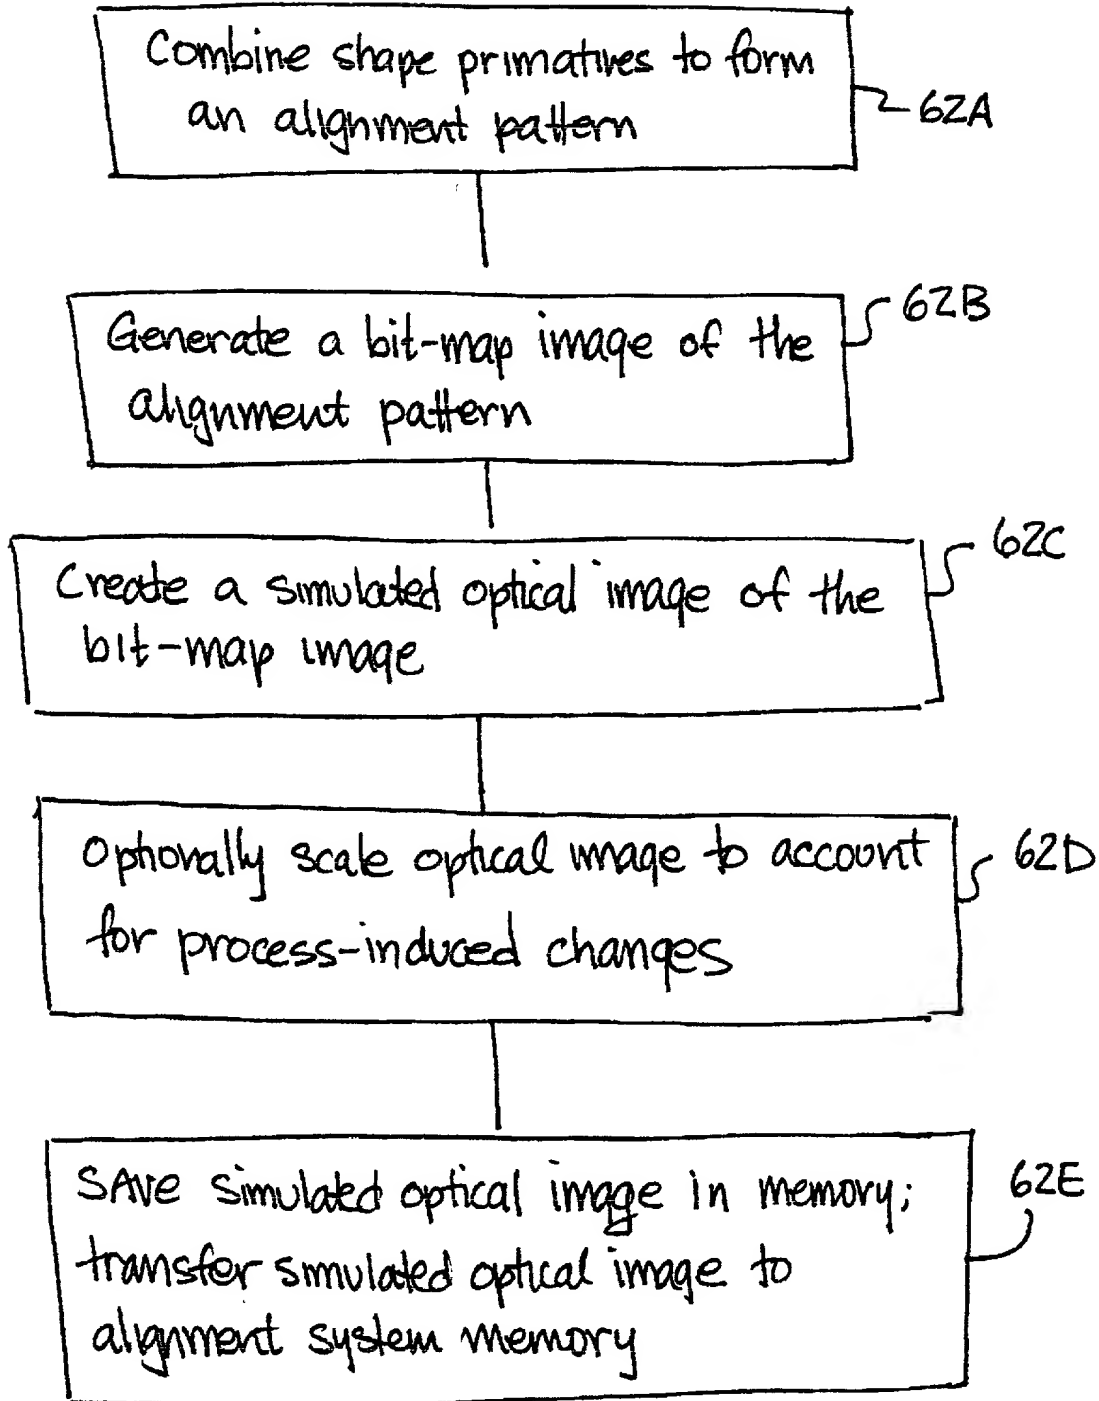 Combine shape primatives to form
an alignment pattern
62A
Generate a bit-map image of the
alignment pattern
62B
Create a simulated optical image of the
bit-map image
62C
Optionally scale optical image to account
for process-induced changes
62D
SAve simulated optical image in memory;
transfer simulated optical image to
alignment system memory
62E